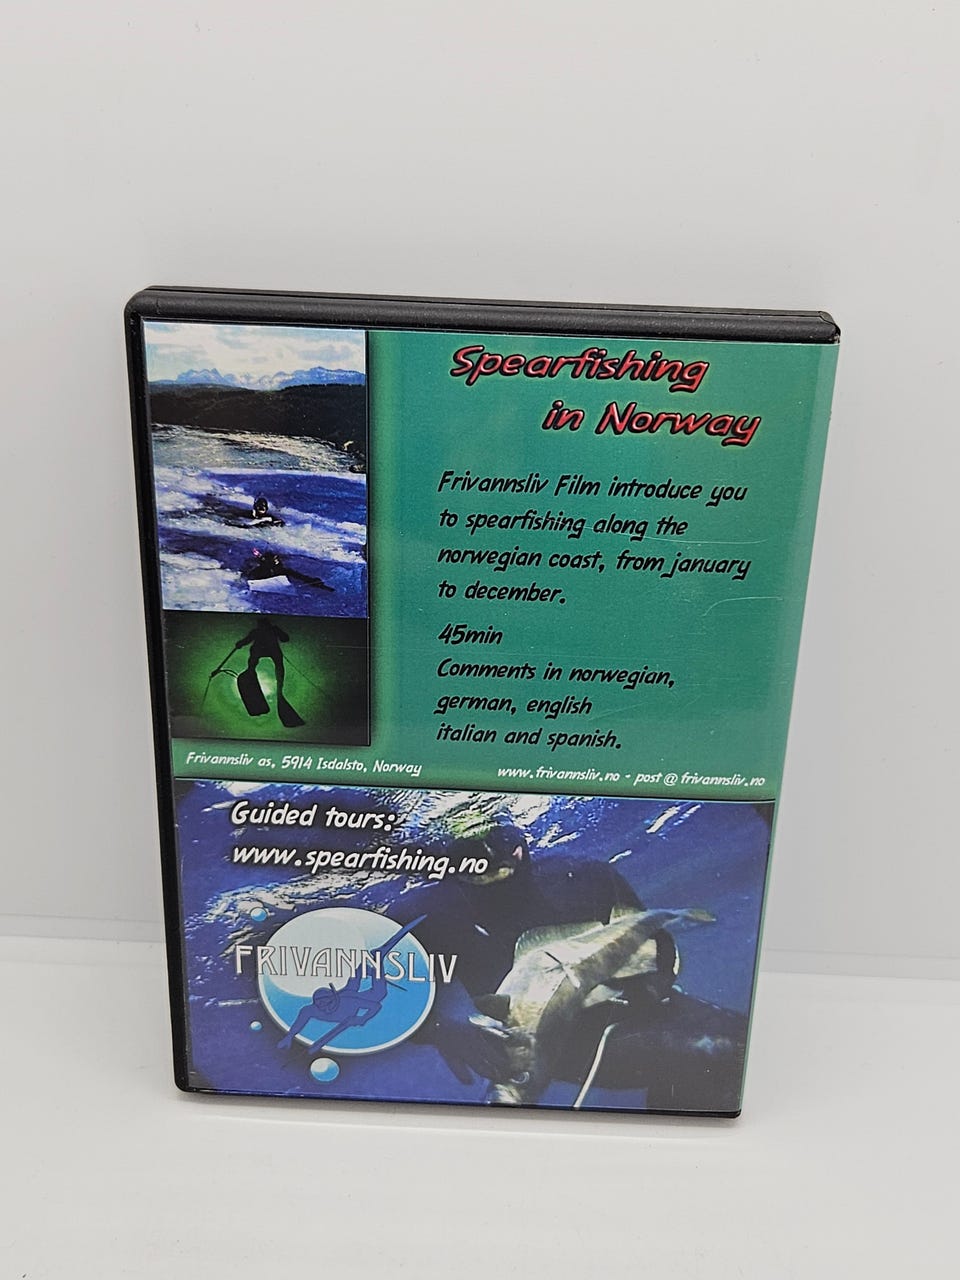 Spearfishing
in Norway
Frivannsliv Film introduce you
to spearfishing along the
norwegian coast, from january
to december.
45min
Comments in norwegian,
german, english
italian and spanish.
Frivannsliv as, 5914 Isdalsto, Norway
www.frivannsliv.no - post@frivannsliv.no
Guided tours:
www.spearfishing.no
FRIVANNSLIV